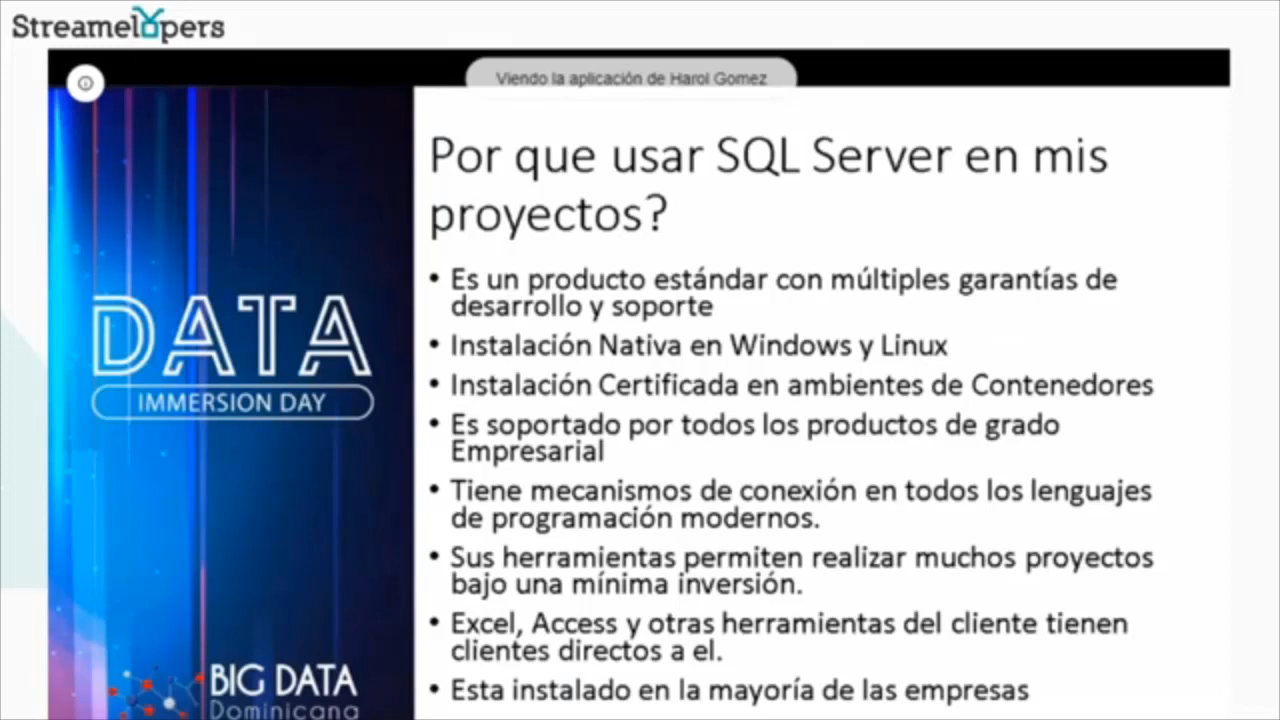 Streamelopers
Viendo la aplicación de Harol Gomez
Por que usar SQL Server en mis
proyectos?
• Es un producto estándar con múltiples garantías de
desarrollo y soporte
• Instalación Nativa en Windows y Linux
• Instalación Certificada en ambientes de Contenedores
• Es soportado por todos los productos de grado
Empresarial
• Tiene mecanismos de conexión en todos los lenguajes
de programación modernos.
• Sus herramientas permiten realizar muchos proyectos
bajo una mínima inversión.
• Excel, Access y otras herramientas del cliente tienen
clientes directos a el.
• Esta instalado en la mayoría de las empresas
DATA
IMMERSION DAY
BIG DATA
Dominicana